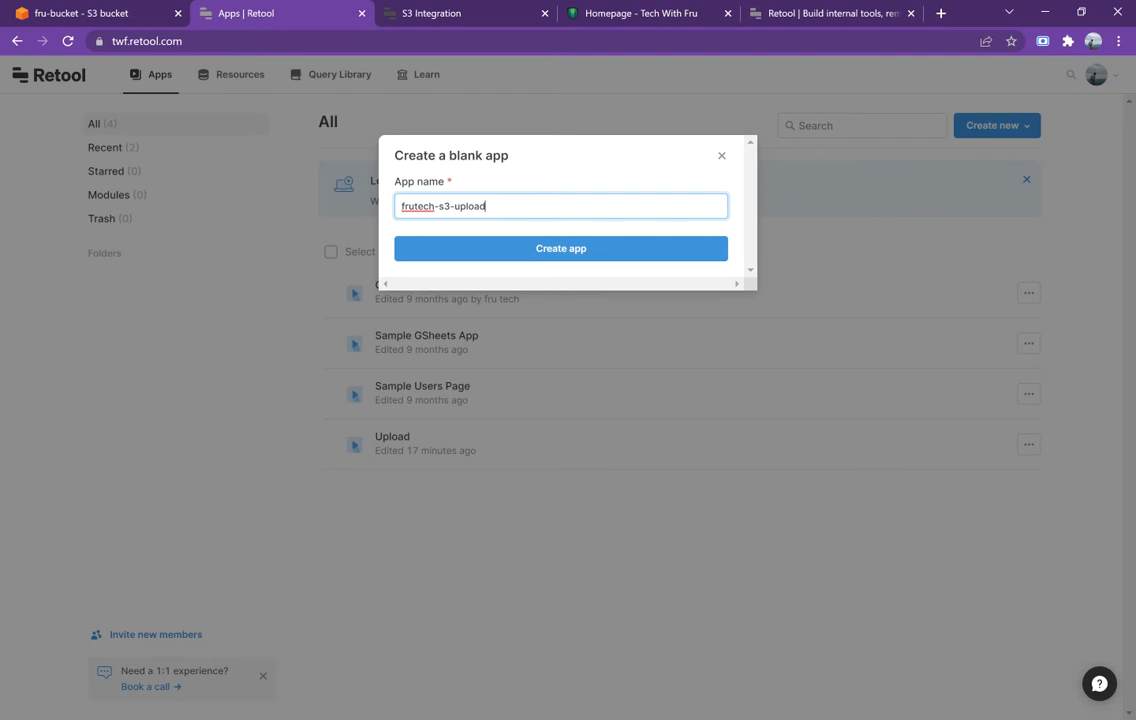 fru-bucket - S3 bucket
Apps | Retool
S3 Integration
Homepage - Tech With Fru
Retool | Build internal tools, rem
twf.retool.com
Retool
Apps
Resources
Query Library
Learn
All (4)
Recent (2)
Starred (0)
Modules (0)
Trash (0)
Folders
All
Search
Create new
Create a blank app
App name *
frutech-s3-upload
Create app
Select
Edited 9 months ago by fru tech
Sample GSheets App
Edited 9 months ago
Sample Users Page
Edited 9 months ago
Upload
Edited 17 minutes ago
Invite new members
Need a 1:1 experience?
Book a call →